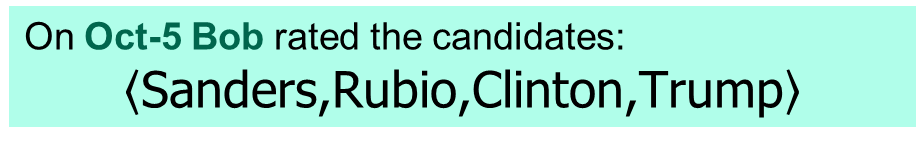 On Oct-5 Bob rated the candidates:
⟨Sanders,Rubio,Clinton,Trump⟩